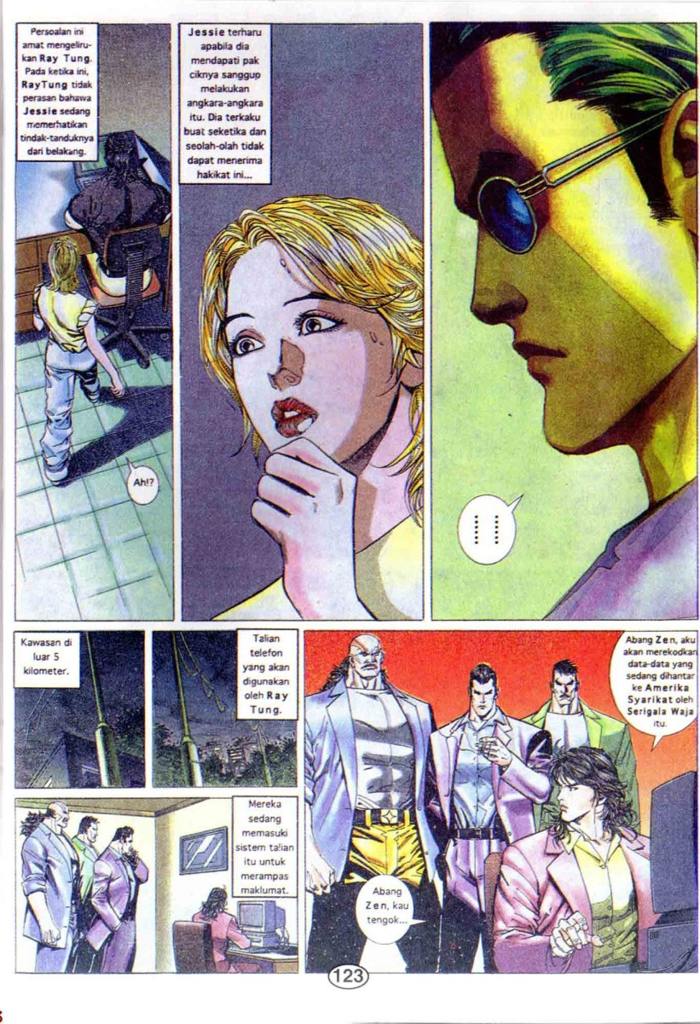 Persoalan ini
amat mengeliru-
kan Ray Tung.
Pada ketika ini,
RayTung tidak
perasan bahawa
Jessie sedang
memerhatikan
tindak-tanduknya
dari belakang.
Ah!?
Jessie terharu
apabila dia
mendapati pak
ciknya sanggup
melakukan
angkara-angkara
itu. Dia terkaku
buat seketika dan
seolah-olah tidak
dapat menerima
hakikat ini...
Kawasan di
luar 5
kilometer.
Talian
telefon
yang akan
digunakan
oleh Ray
Tung.
Mereka
sedang
memasuki
sistem talian
itu untuk
merampas
maklumat.
Abang Zen, aku
akan merekodkan
data-data yang
sedang dihantar
ke Amerika
Syarikat oleh
Serigala Waja
itu.
Abang
Zen, kau
tengok...
123